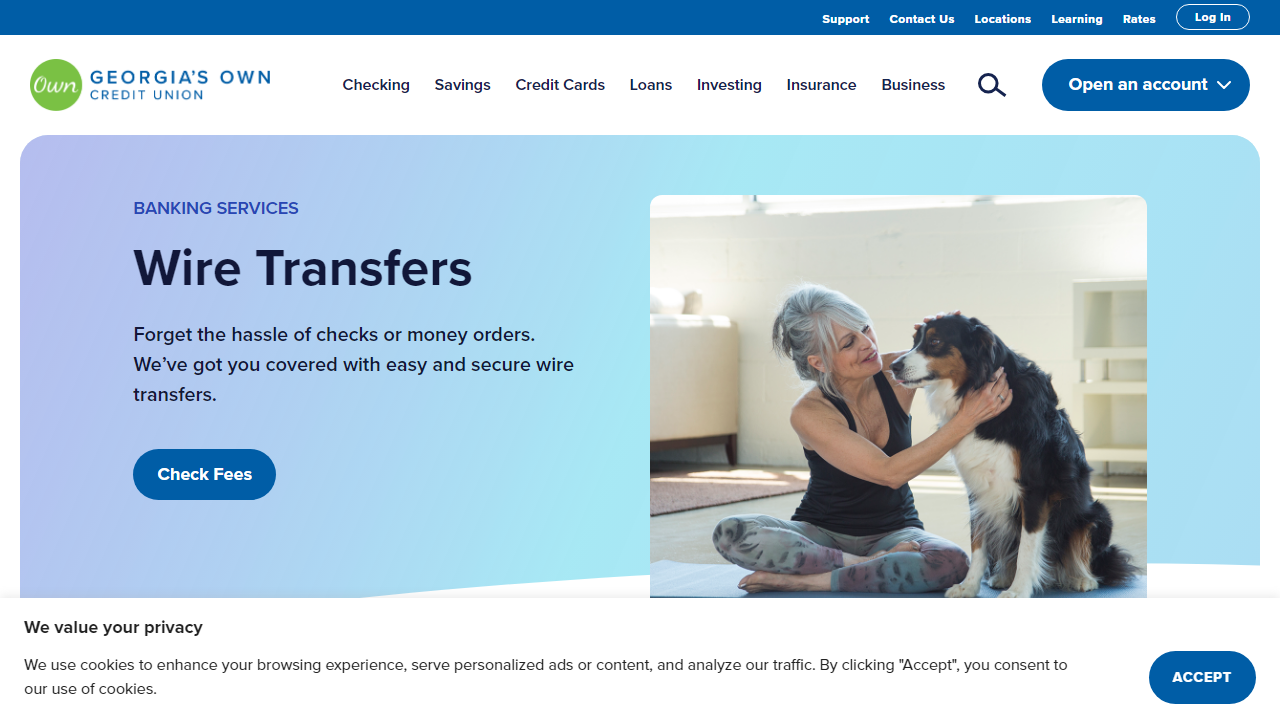 Support Contact Us Locations Learning Rates Log In
Own GEORGIA'S OWN
CREDIT UNION
Checking Savings Credit Cards Loans Investing Insurance Business Open an account
BANKING SERVICES
Wire Transfers
Forget the hassle of checks or money orders.
We've got you covered with easy and secure wire
transfers.
Check Fees
We value your privacy
We use cookies to enhance your browsing experience, serve personalized ads or content, and analyze our traffic. By clicking "Accept", you consent to
our use of cookies.
ACCEPT